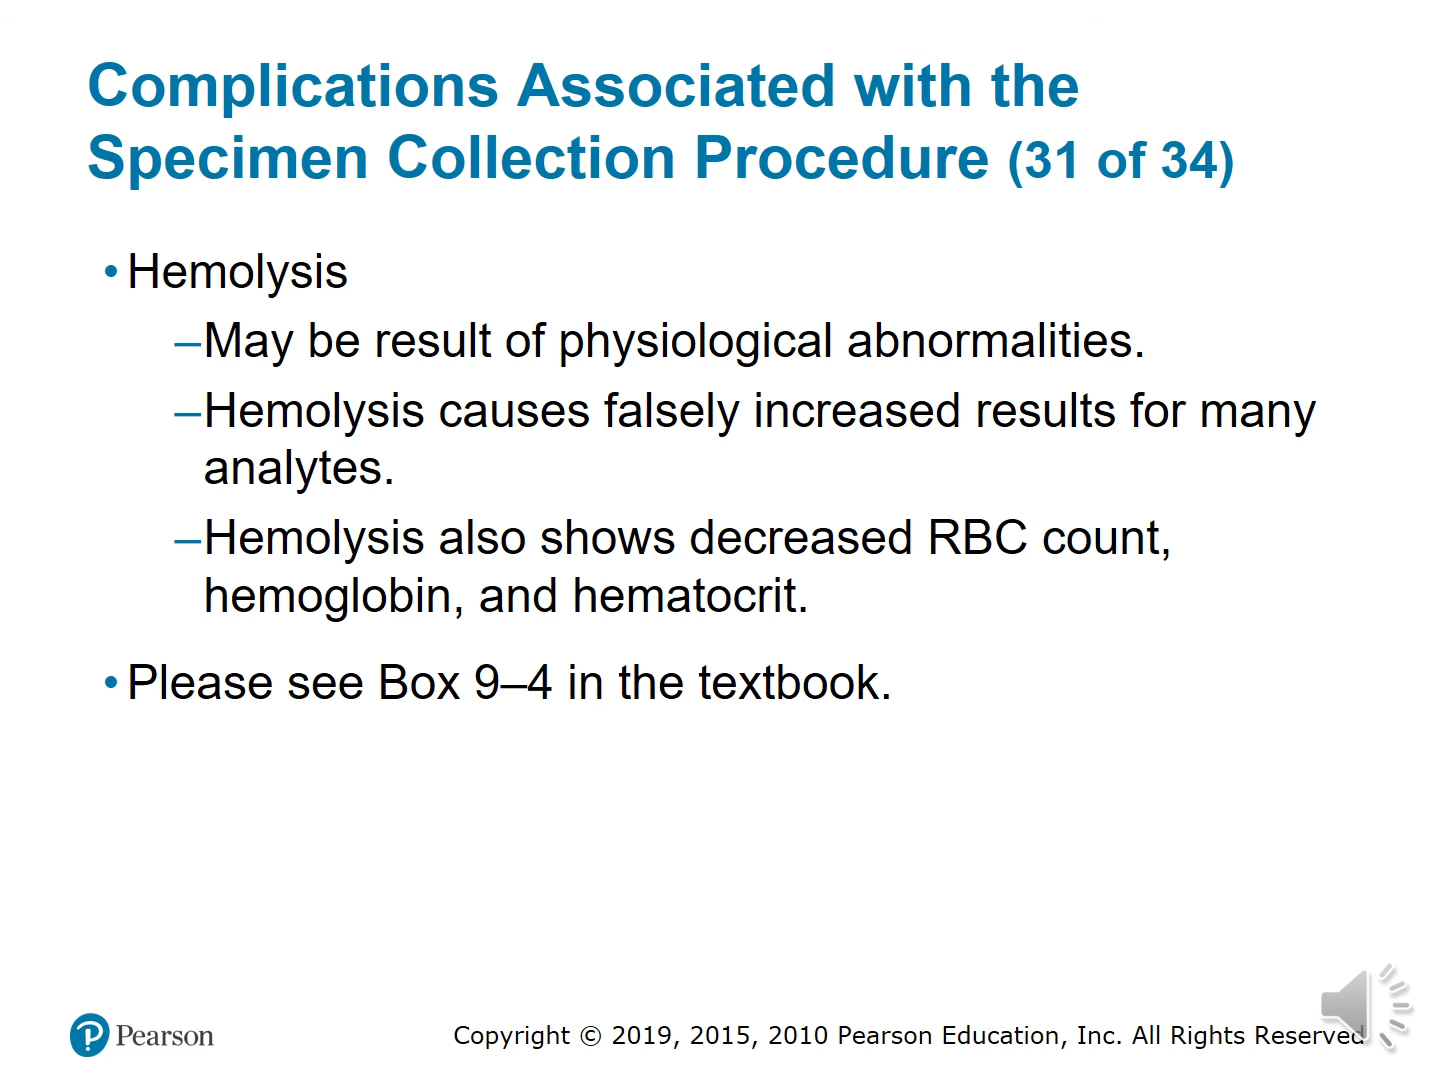 Complications Associated with the
Specimen Collection Procedure (31 of 34)
• Hemolysis
–May be result of physiological abnormalities.
–Hemolysis causes falsely increased results for many
analytes.
–Hemolysis also shows decreased RBC count,
hemoglobin, and hematocrit.
• Please see Box 9–4 in the textbook.
Pearson
Copyright © 2019, 2015, 2010 Pearson Education, Inc. All Rights Reserved